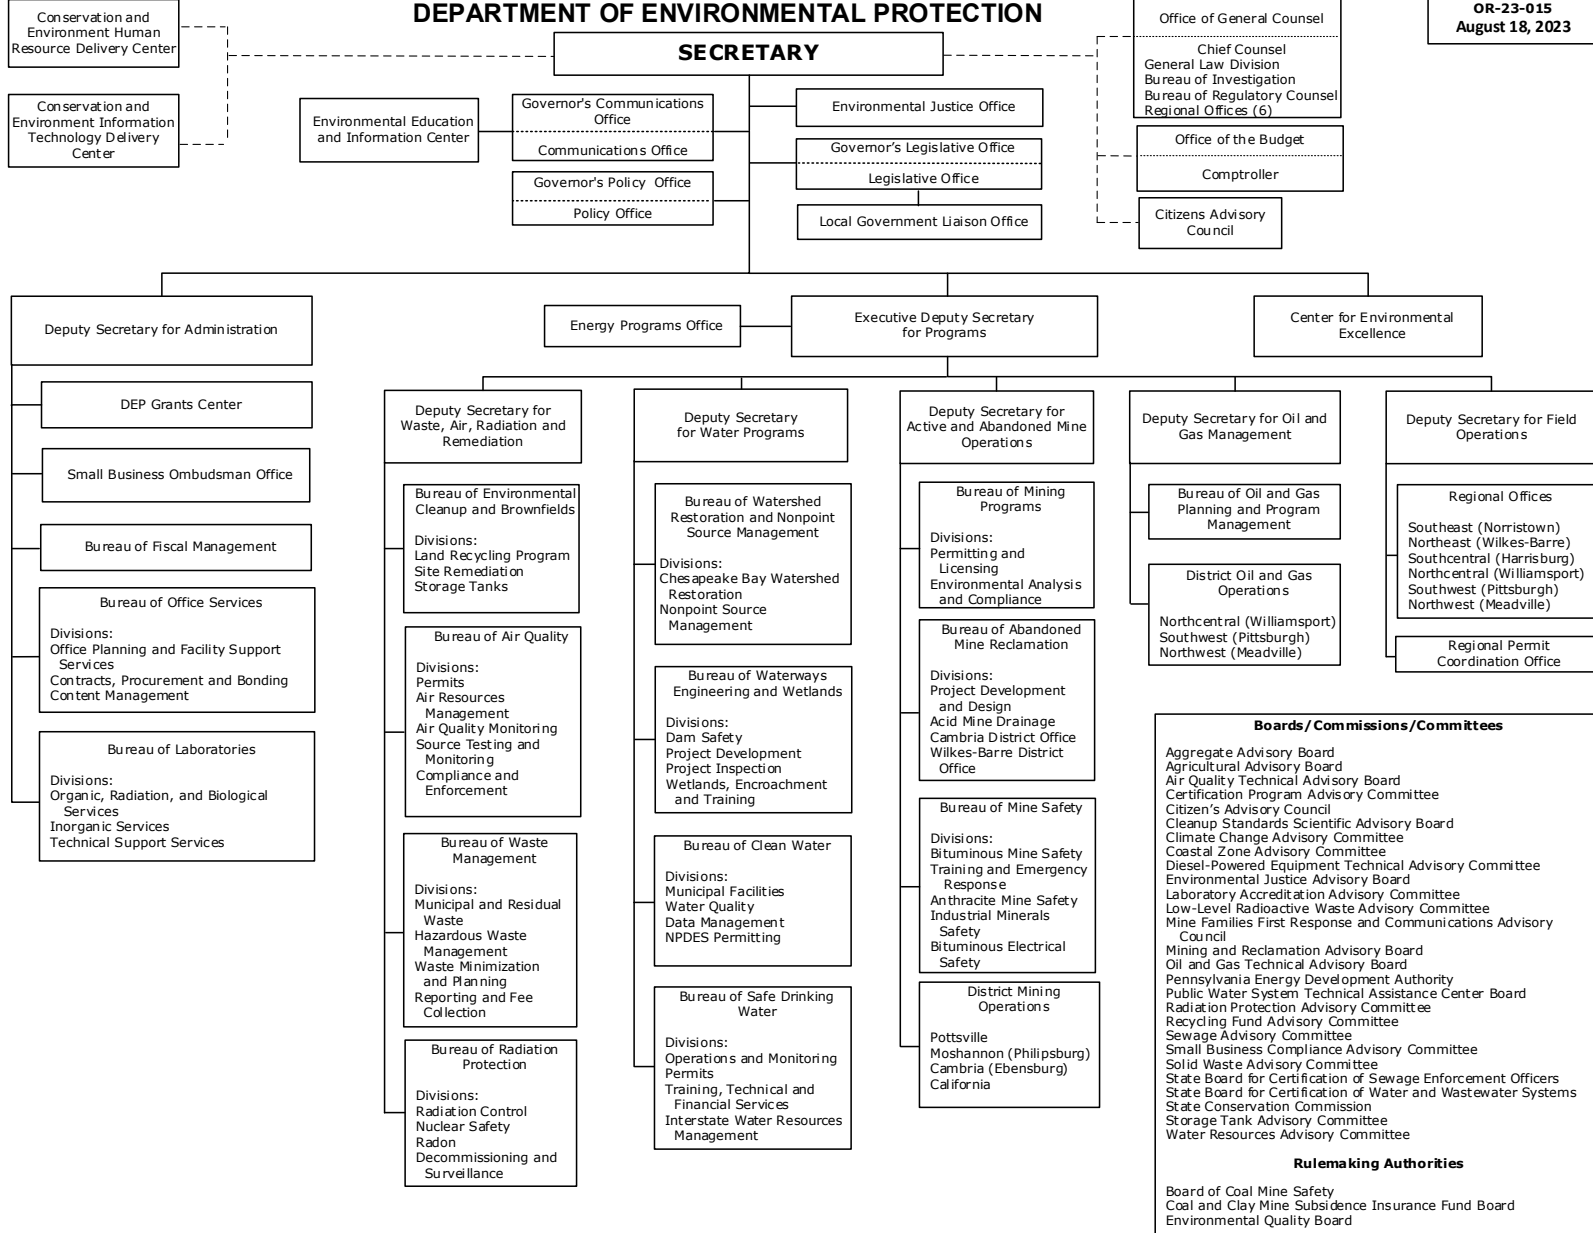 DEPARTMENT OF ENVIRONMENTAL PROTECTION
OR-23-015
August 18, 2023
Conservation and
Environment Human
Resource Delivery Center
Conservation and
Environment Information
Technology Delivery
Center
SECRETARY
Office of General Counsel
Chief Counsel
General Law Division
Bureau of Investigation
Bureau of Regulatory Counsel
Regional Offices (6)
Office of the Budget
Comptroller
Citizens Advisory
Council
Environmental Education
and Information Center
Governor's Communications
Office
Communications Office
Governor's Policy Office
Policy Office
Environmental Justice Office
Governor's Legislative Office
Legislative Office
Local Government Liaison Office
Deputy Secretary for Administration
Energy Programs Office
Executive Deputy Secretary
for Programs
Center for Environmental
Excellence
DEP Grants Center
Small Business Ombudsman Office
Bureau of Fiscal Management
Bureau of Office Services
Divisions:
Office Planning and Facility Support
Services
Contracts, Procurement and Bonding
Content Management
Bureau of Laboratories
Divisions:
Organic, Radiation, and Biological
Services
Inorganic Services
Technical Support Services
Deputy Secretary for
Waste, Air, Radiation and
Remediation
Bureau of Environmental
Cleanup and Brownfields
Divisions:
Land Recycling Program
Site Remediation
Storage Tanks
Bureau of Air Quality
Divisions:
Permits
Air Resources
Management
Air Quality Monitoring
Source Testing and
Monitoring
Compliance and
Enforcement
Bureau of Waste
Management
Divisions:
Municipal and Residual
Waste
Hazardous Waste
Management
Waste Minimization
and Planning
Reporting and Fee
Collection
Bureau of Radiation
Protection
Divisions:
Radiation Control
Nuclear Safety
Radon
Decommissioning and
Surveillance
Deputy Secretary
for Water Programs
Bureau of Watershed
Restoration and Nonpoint
Source Management
Divisions:
Chesapeake Bay Watershed
Restoration
Nonpoint Source
Management
Bureau of Waterways
Engineering and Wetlands
Divisions:
Dam Safety
Project Development
Project Inspection
Wetlands, Encroachment
and Training
Bureau of Clean Water
Divisions:
Municipal Facilities
Water Quality
Data Management
NPDES Permitting
Bureau of Safe Drinking
Water
Divisions:
Operations and Monitoring
Permits
Training, Technical and
Financial Services
Interstate Water Resources
Management
Deputy Secretary for
Active and Abandoned Mine
Operations
Bureau of Mining
Programs
Divisions:
Permitting and
Licensing
Environmental Analysis
and Compliance
Bureau of Abandoned
Mine Reclamation
Divisions:
Project Development
and Design
Acid Mine Drainage
Cambria District Office
Wilkes-Barre District
Office
Bureau of Mine Safety
Divisions:
Bituminous Mine Safety
Training and Emergency
Response
Anthracite Mine Safety
Industrial Minerals
Safety
Bituminous Electrical
Safety
District Mining
Operations
Pottsville
Moshannon (Philipsburg)
Cambria (Ebensburg)
California
Deputy Secretary for Oil and
Gas Management
Bureau of Oil and Gas
Planning and Program
Management
District Oil and Gas
Operations
Northcentral (Williamsport)
Southwest (Pittsburgh)
Northwest (Meadville)
Deputy Secretary for Field
Operations
Regional Offices
Southeast (Norristown)
Northeast (Wilkes-Barre)
Southcentral (Harrisburg)
Northcentral (Williamsport)
Southwest (Pittsburgh)
Northwest (Meadville)
Regional Permit
Coordination Office
Boards/Commissions/Committees
Aggregate Advisory Board
Agricultural Advisory Board
Air Quality Technical Advisory Board
Certification Program Advisory Committee
Citizen's Advisory Council
Cleanup Standards Scientific Advisory Board
Climate Change Advisory Committee
Coastal Zone Advisory Committee
Diesel-Powered Equipment Technical Advisory Committee
Environmental Justice Advisory Board
Laboratory Accreditation Advisory Committee
Low-Level Radioactive Waste Advisory Committee
Mine Families First Response and Communications Advisory
Council
Mining and Reclamation Advisory Board
Oil and Gas Technical Advisory Board
Pennsylvania Energy Development Authority
Public Water System Technical Assistance Center Board
Radiation Protection Advisory Committee
Recycling Fund Advisory Committee
Sewage Advisory Committee
Small Business Compliance Advisory Committee
Solid Waste Advisory Committee
State Board for Certification of Sewage Enforcement Officers
State Board for Certification of Water and Wastewater Systems
State Conservation Commission
Storage Tank Advisory Committee
Water Resources Advisory Committee
Rulemaking Authorities
Board of Coal Mine Safety
Coal and Clay Mine Subsidence Insurance Fund Board
Environmental Quality Board